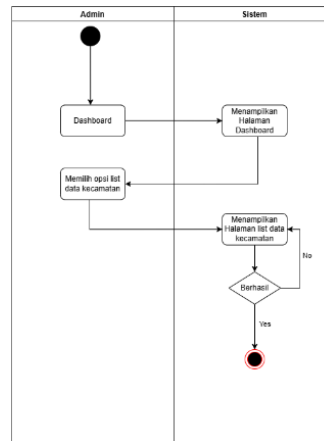 Admin
Sistem
Dashboard
Menampilkan
Halaman
Dashboard
Memilih opsi list
data kecamatan
Menampilkan
Halaman list data
kecamatan
No
Berhasil
Yes